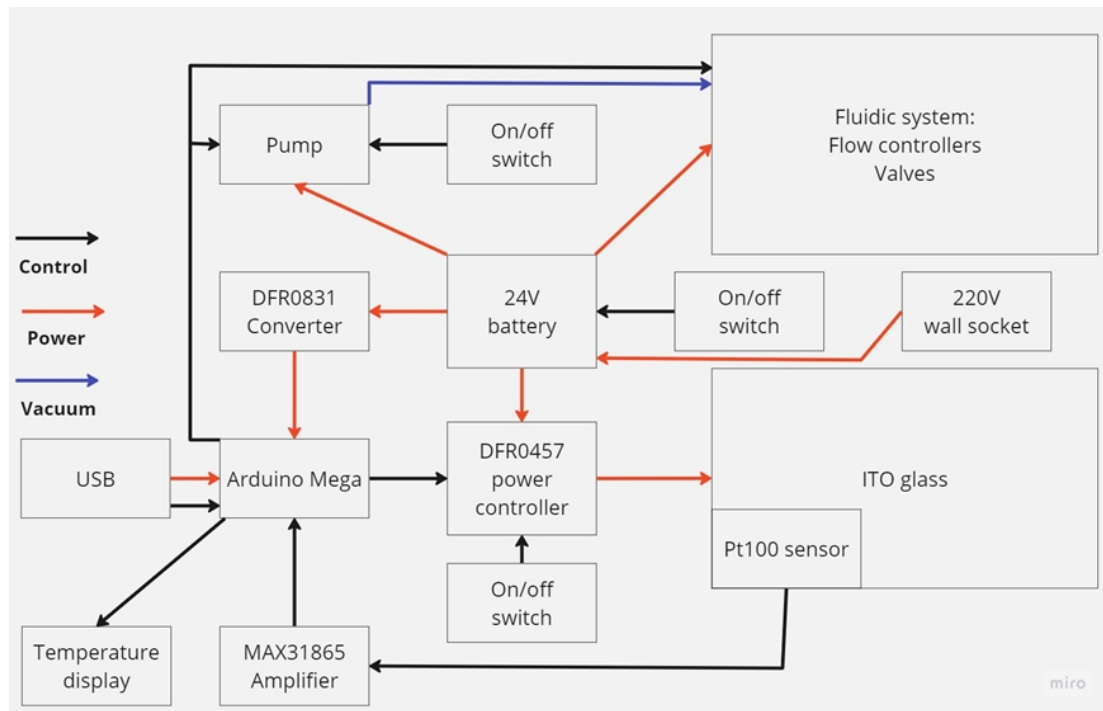 Pump
On/off
switch
Fluidic system:
Flow controllers
Valves
Control
Power
Vacuum
DFR0831
Converter
24V
battery
On/off
switch
220V
wall socket
USB
Arduino Mega
DFR0457
power
controller
ITO glass
Pt100 sensor
On/off
switch
Temperature
display
MAX31865
Amplifier
miro